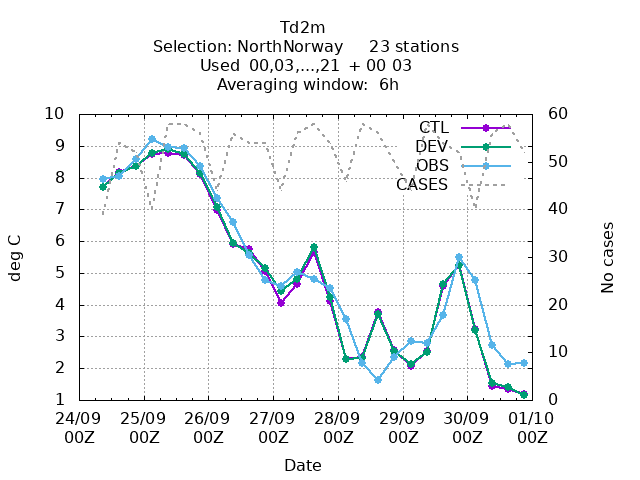 Td2m
Selection: NorthNorway 23 stations
Used 00,03,...,21 + 00 03
Averaging window: 6h
10 60
9 50
8 40
7 30
6 20
5 10
4 0
3
2
1
CTL
DEV
OBS
CASES
deg C
No cases
24/09 25/09 26/09 27/09 28/09 29/09 30/09 01/10
00Z 00Z 00Z 00Z 00Z 00Z 00Z 00Z
Date